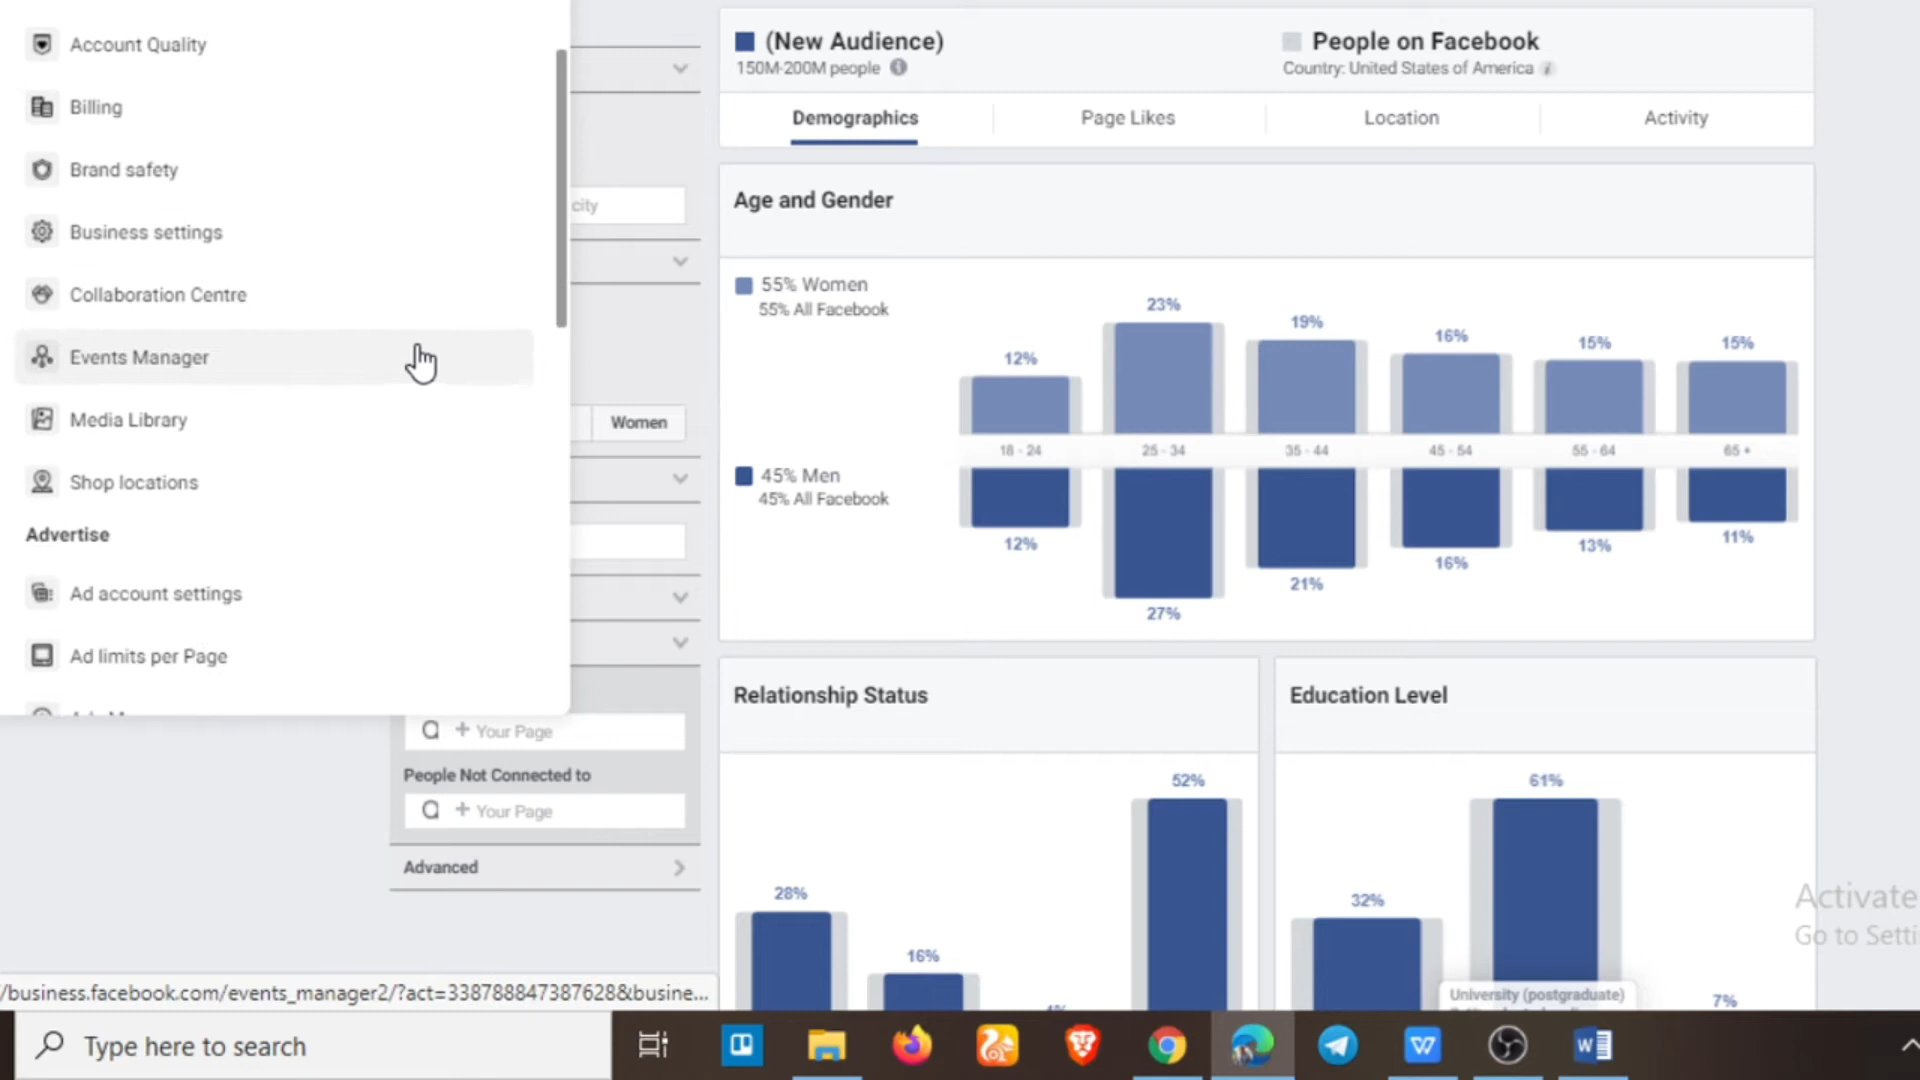 Account Quality
Billing
Brand safety
Business settings
Collaboration Centre
Events Manager
Media Library
Shop locations
Advertise
Ad account settings
Ad limits per Page
city
Women
+ Your Page
People Not Connected to
+ Your Page
Advanced
(New Audience)
150M-200M people
People on Facebook
Country: United States of America
Demographics
Page Likes
Location
Activity
Age and Gender
55% Women
55% All Facebook
12%
23%
19%
16%
15%
15%
18 - 24
25 - 34
35 - 44
45 - 54
55 - 64
65 +
45% Men
45% All Facebook
12%
27%
21%
16%
13%
11%
Relationship Status
28%
16%
52%
Education Level
32%
61%
7%
University (postgraduate)
Activate
Go to Setti
/business.facebook.com/events_manager2/?act=338788847387628&busine...
Type here to search